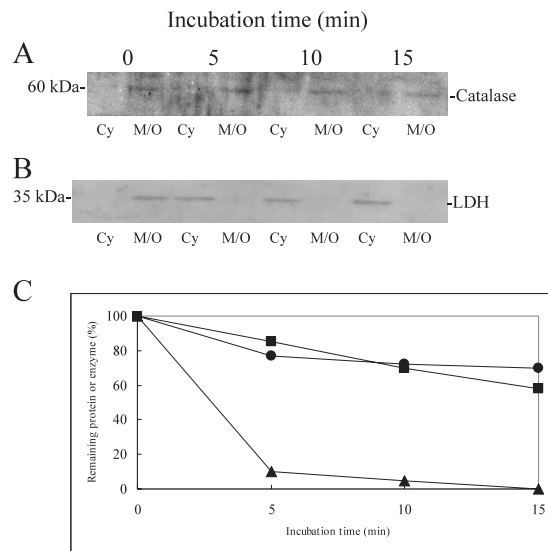 Incubation time (min)
A 0 5 10 15
60 kDa- -Catalase
Cy M/O Cy M/O Cy M/O Cy M/O
B
35 kDa- -LDH
Cy M/O Cy M/O Cy M/O Cy M/O
C
Remaining protein or enzyme (%)
100
80
60
40
20
0
0 5 10 15
Incubation time (min)